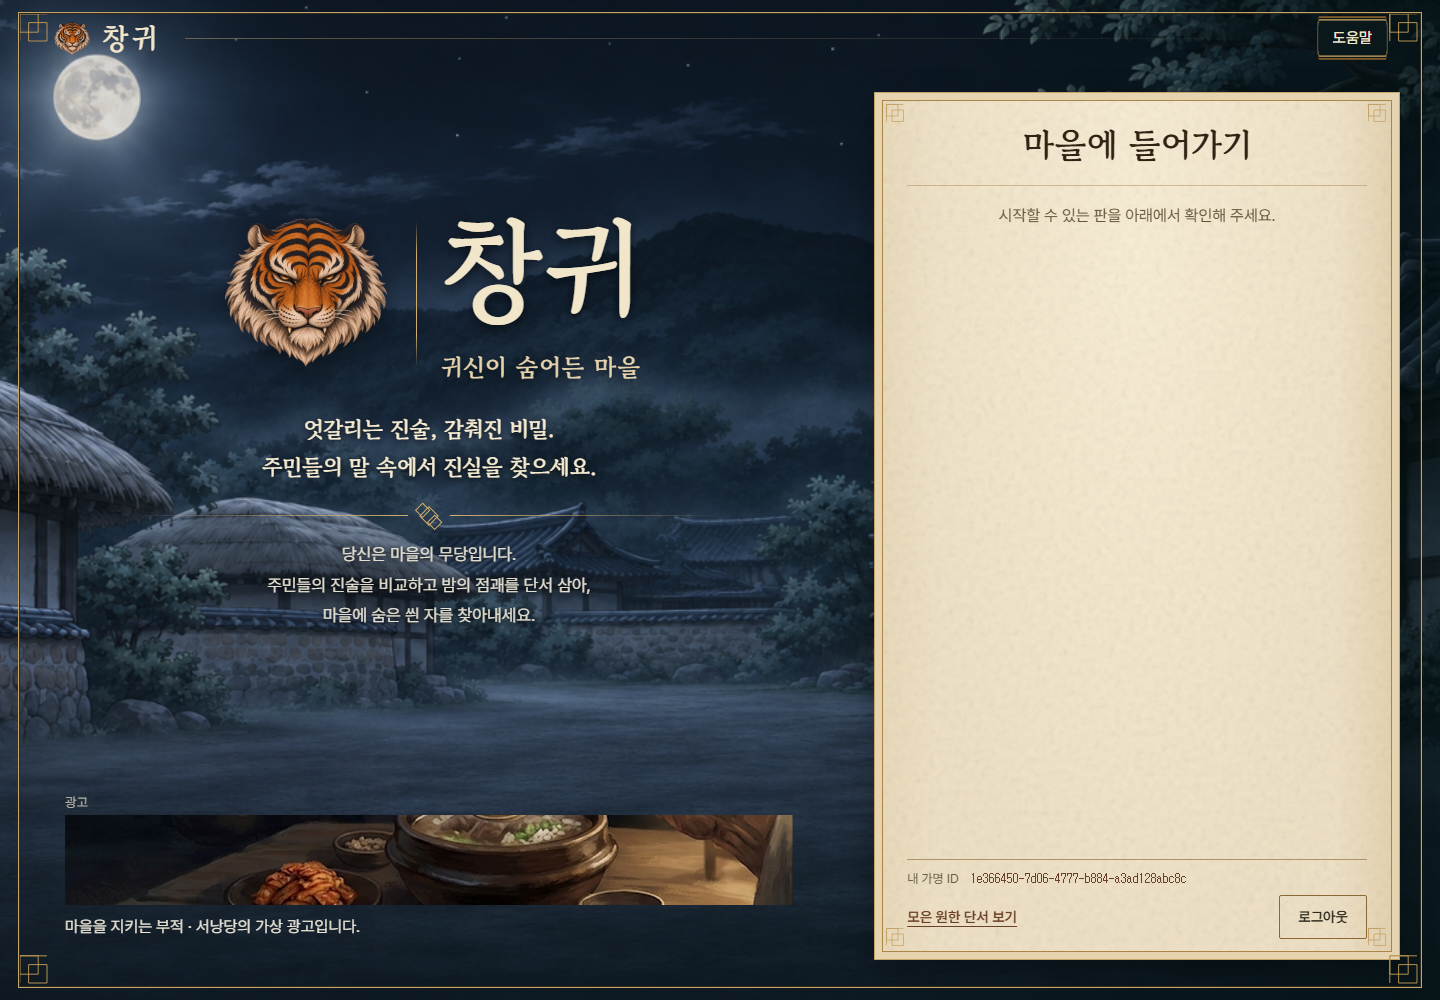 창귀
도움말
창귀
귀신이 숨어든 마을
엇갈리는 진술, 감춰진 비밀.
주민들의 말 속에서 진실을 찾으세요.
당신은 마을의 무당입니다.
주민들의 진술을 비교하고 밤의 점괘를 단서 삼아,
마을에 숨은 씐 자를 찾아내세요.
광고
마을을 지키는 부적 · 서낭당의 가상 광고입니다.
마을에 들어가기
시작할 수 있는 판을 아래에서 확인해 주세요.
내 가명 ID 1e366450-7d06-4777-b884-a3ad128abc8c
모은 원한 단서 보기
로그아웃